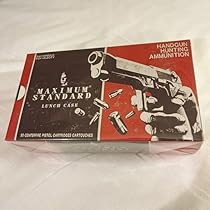 HANDGUN
HUNTING
AMMUNITION
MAXIMUM
STANDARD
LUNCH CASE
50 CENTERFIRE PISTOL CARTRIDGES CARTOUCHES